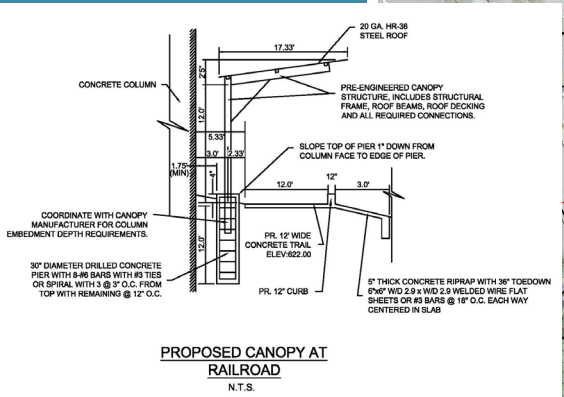 20 GA. HR-36
STEEL ROOF
17.33'
CONCRETE COLUMN
2'5"
PRE-ENGINEERED CANOPY
STRUCTURE, INCLUDES STRUCTURAL
FRAME, ROOF BEAMS, ROOF DECKING
AND ALL REQUIRED CONNECTIONS.
12.0'
5.33'
SLOPE TOP OF PIER 1" DOWN FROM
COLUMN FACE TO EDGE OF PIER.
3.0'
2.33'
1.75'
(MIN)
4"
12.0'
12"
3.0'
COORDINATE WITH CANOPY
MANUFACTURER FOR COLUMN
EMBEDMENT DEPTH REQUIREMENTS.
12.0'
PR. 12' WIDE
CONCRETE TRAIL
ELEV:622.00
30" DIAMETER DRILLED CONCRETE
PIER WITH 8-#6 BARS WITH #3 TIES
OR SPIRAL WITH 3 @ 3" O.C. FROM
TOP WITH REMAINING @ 12" O.C.
PR. 12" CURB
5" THICK CONCRETE RIPRAP WITH 36" TOEDOWN
6"x6" W/D 2.9 x W/D 2.9 WELDED WIRE FLAT
SHEETS OR #3 BARS @ 18" O.C. EACH WAY
CENTERED IN SLAB
PROPOSED CANOPY AT
RAILROAD
N.T.S.